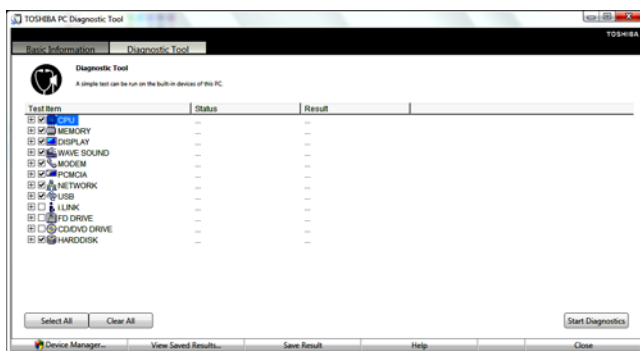 TOSHIBA PC Diagnostic Tool
TOSHIBA
Basic Information Diagnostic Tool
Diagnostic Tool
A simple test can be run on the built-in devices of this PC.
Test Item Status Result
CPU ... ...
MEMORY ... ...
DISPLAY ... ...
WAVE SOUND ... ...
MODEM ... ...
PCMCIA ... ...
NETWORK ... ...
USB ... ...
i.LINK ... ...
FD DRIVE ... ...
CD/DVD DRIVE ... ...
HARDDISK ... ...
Select All Clear All Start Diagnostics
Device Manager... View Saved Results... Save Result Help Close